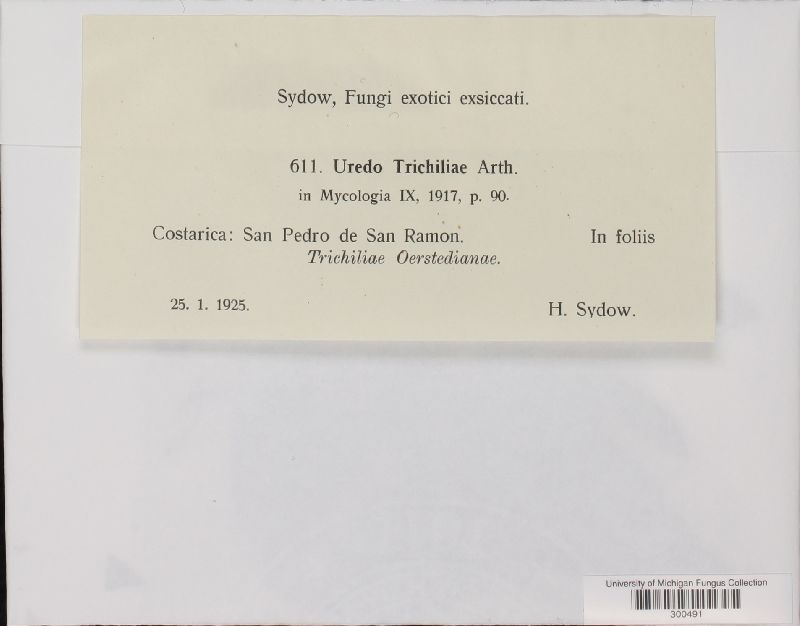 Sydow, Fungi exotici exsiccati.
611. Uredo Trichiliae Arth.
in Mycologia IX, 1917, p. 90.
Costarica: San Pedro de San Ramon. In foliis
Trichiliae Oerstedianae.
25. 1. 1925. H. Sydow.
University of Michigan Fungus Collection
300491